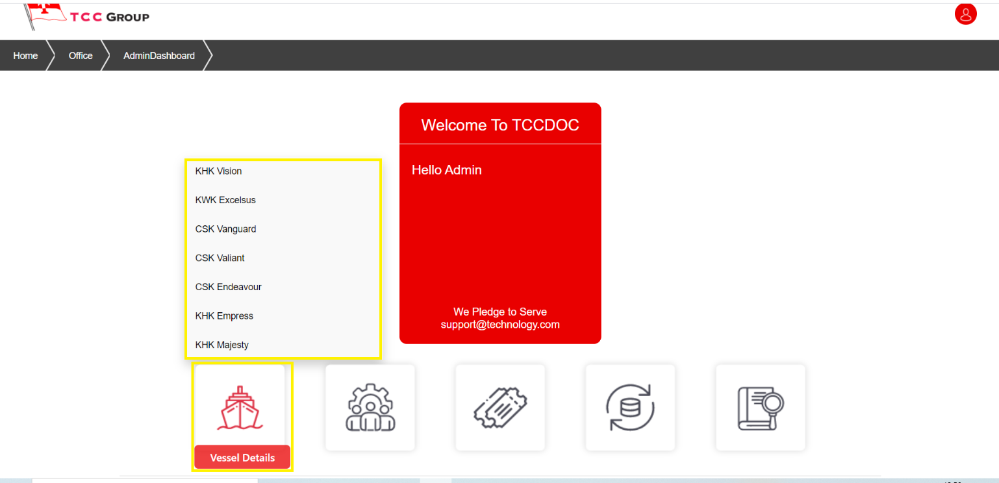 TCC GROUP
Home
Office
AdminDashboard
Welcome To TCCDOC
Hello Admin
We Pledge to Serve
support@technology.com
KHK Vision
KWK Excelsus
CSK Vanguard
CSK Valiant
CSK Endeavour
KHK Empress
KHK Majesty
Vessel Details